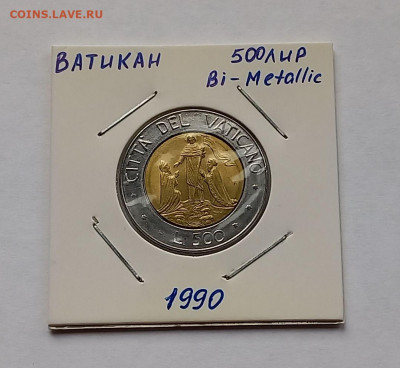 COINS.LAVE.RU
ВАТИКАН 500ЛИР
Bi-Metallic
CITTA' DEL VATICANO
L. 500
1990